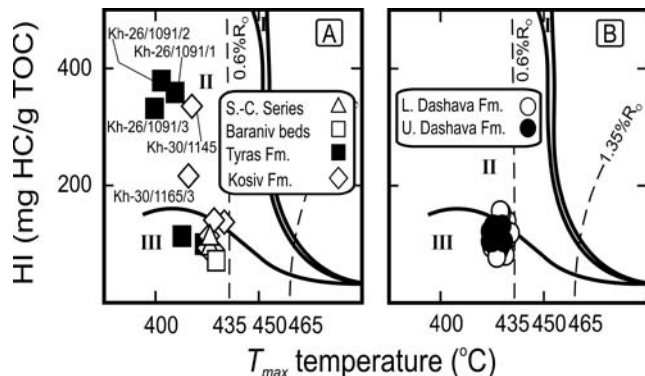 A
I
0.6%Ro
Kh-26/1091/2
Kh-26/1091/1
II
S.-C. Series
Baraniv beds
Tyras Fm.
Kosiv Fm.
Kh-26/1091/3
Kh-30/1145
Kh-30/1165/3
III
400
200
400
435
450
465
B
I
0.6%Ro
L. Dashava Fm.
U. Dashava Fm.
II
1.35%Ro
III
400
435
450
465
HI (mg HC/g TOC)
Tmax temperature (°C)